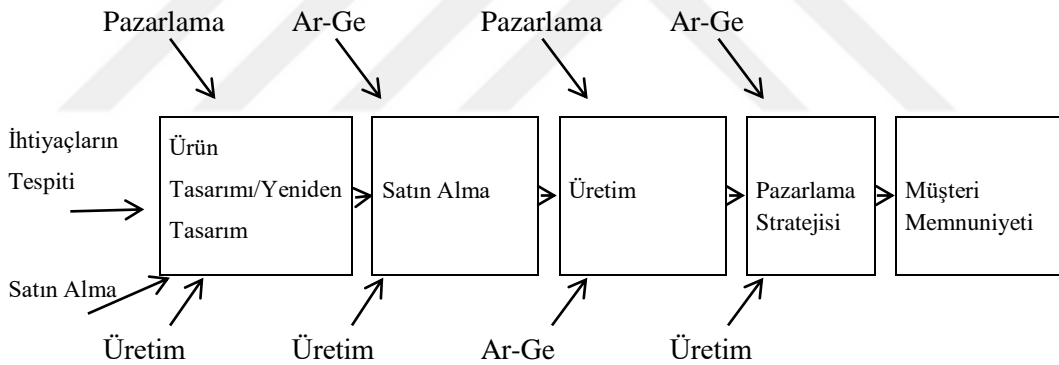 Pazarlama
Ar-Ge
Pazarlama
Ar-Ge
İhtiyaçların
Tespiti
Ürün
Tasarımı/Yeniden
Tasarım
Satın Alma
Üretim
Pazarlama
Stratejisi
Müşteri
Memnuniyeti
Satın Alma
Üretim
Üretim
Ar-Ge
Üretim